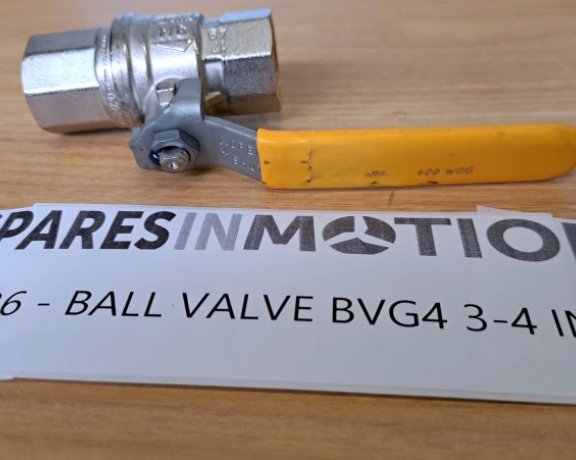 600 WOG
PARESINMOTIO
6 - BALL VALVE BVG4 3-4 IN